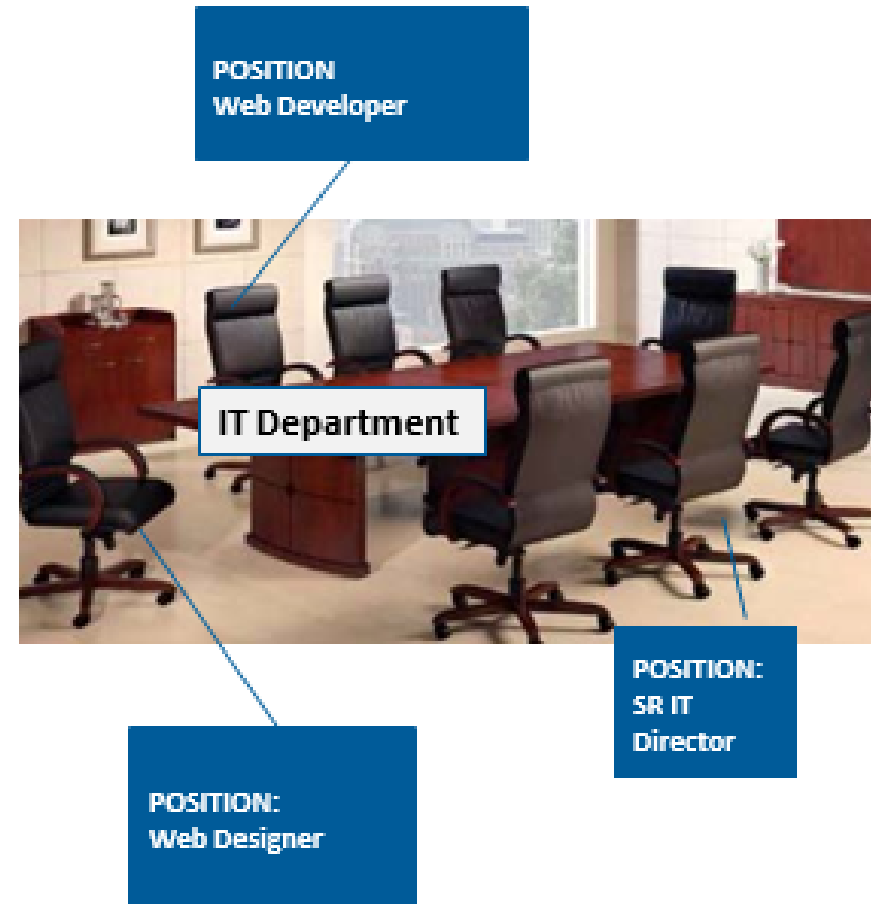 POSITION
Web Developer
IT Department
POSITION:
SR IT
Director
POSITION:
Web Designer